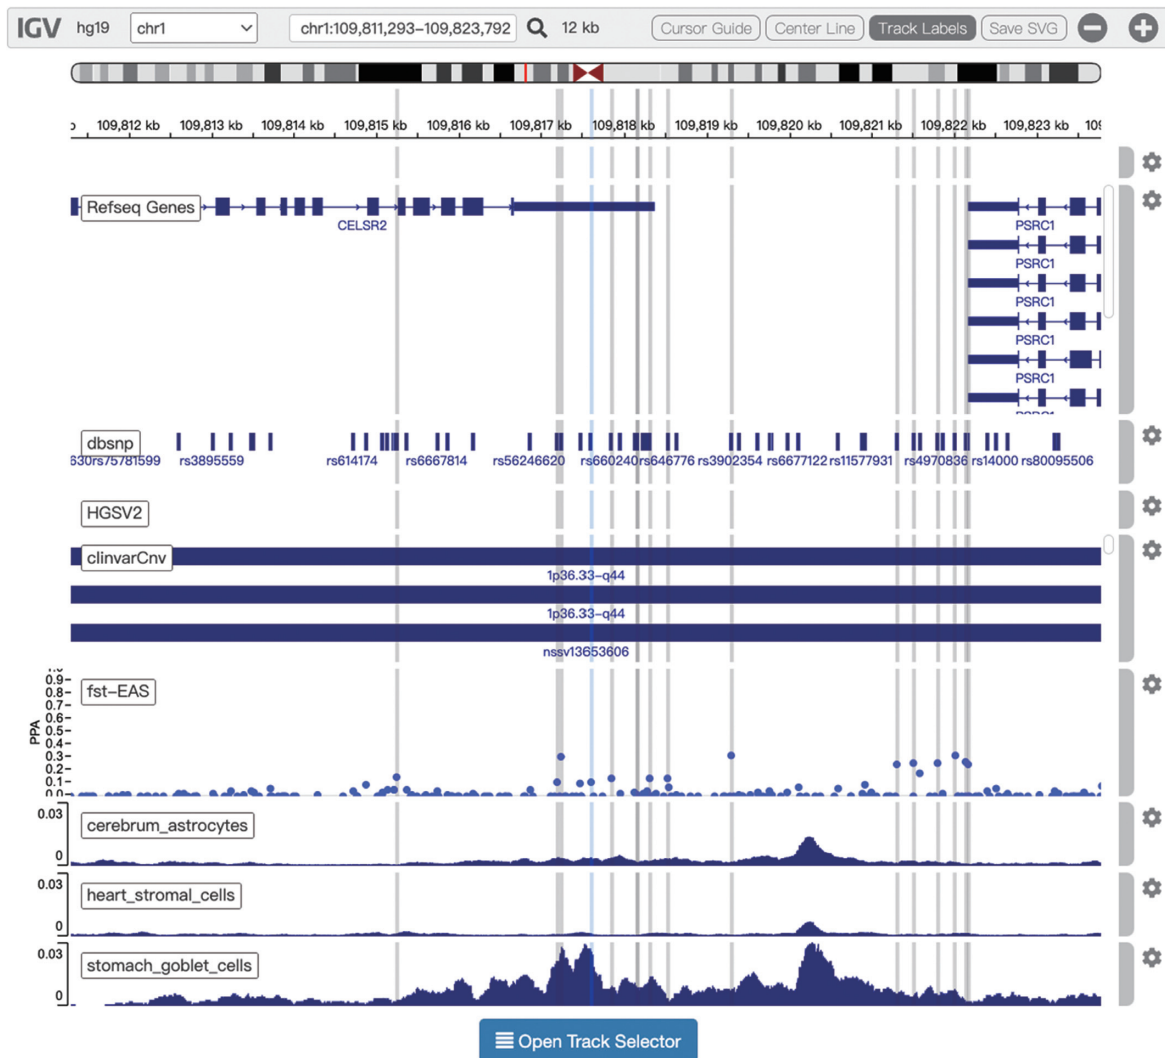 IGV hg19 chr1 chr1:109,811,293–109,823,792 12 kb Cursor Guide Center Line Track Labels Save SVG
109,812 kb 109,813 kb 109,814 kb 109,815 kb 109,816 kb 109,817 kb 109,818 kb 109,819 kb 109,820 kb 109,821 kb 109,822 kb 109,823 kb
Refseq Genes
CELSR2 PSRC1
PSRC1
PSRC1
PSRC1
PSRC1
PSRC1
dbsnp
630rs75781599 rs3895559 rs614174 rs6667814 rs56246620 rs660240rs646776 rs3902354 rs6677122 rs11577931 rs4970836 rs14000 rs80095506
HGSV2
clinvarCnv
1p36.33-q44
1p36.33-q44
nssv13653606
fst-EAS
PPA
0.9
0.8
0.7
0.6
0.5
0.4
0.3
0.2
0.1
0.0
0.03
cerebrum_astrocytes
0
0.03
heart_stromal_cells
0
0.03
stomach_goblet_cells
0
Open Track Selector